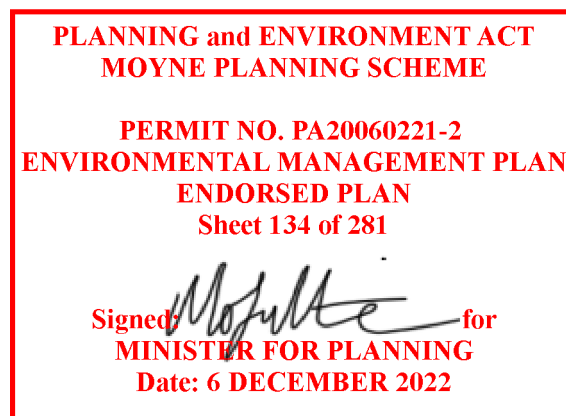 PLANNING and ENVIRONMENT ACT
MOYNE PLANNING SCHEME
PERMIT NO. PA20060221-2
ENVIRONMENTAL MANAGEMENT PLAN
ENDORSED PLAN
Sheet 134 of 281
Signed: for
MINISTER FOR PLANNING
Date: 6 DECEMBER 2022